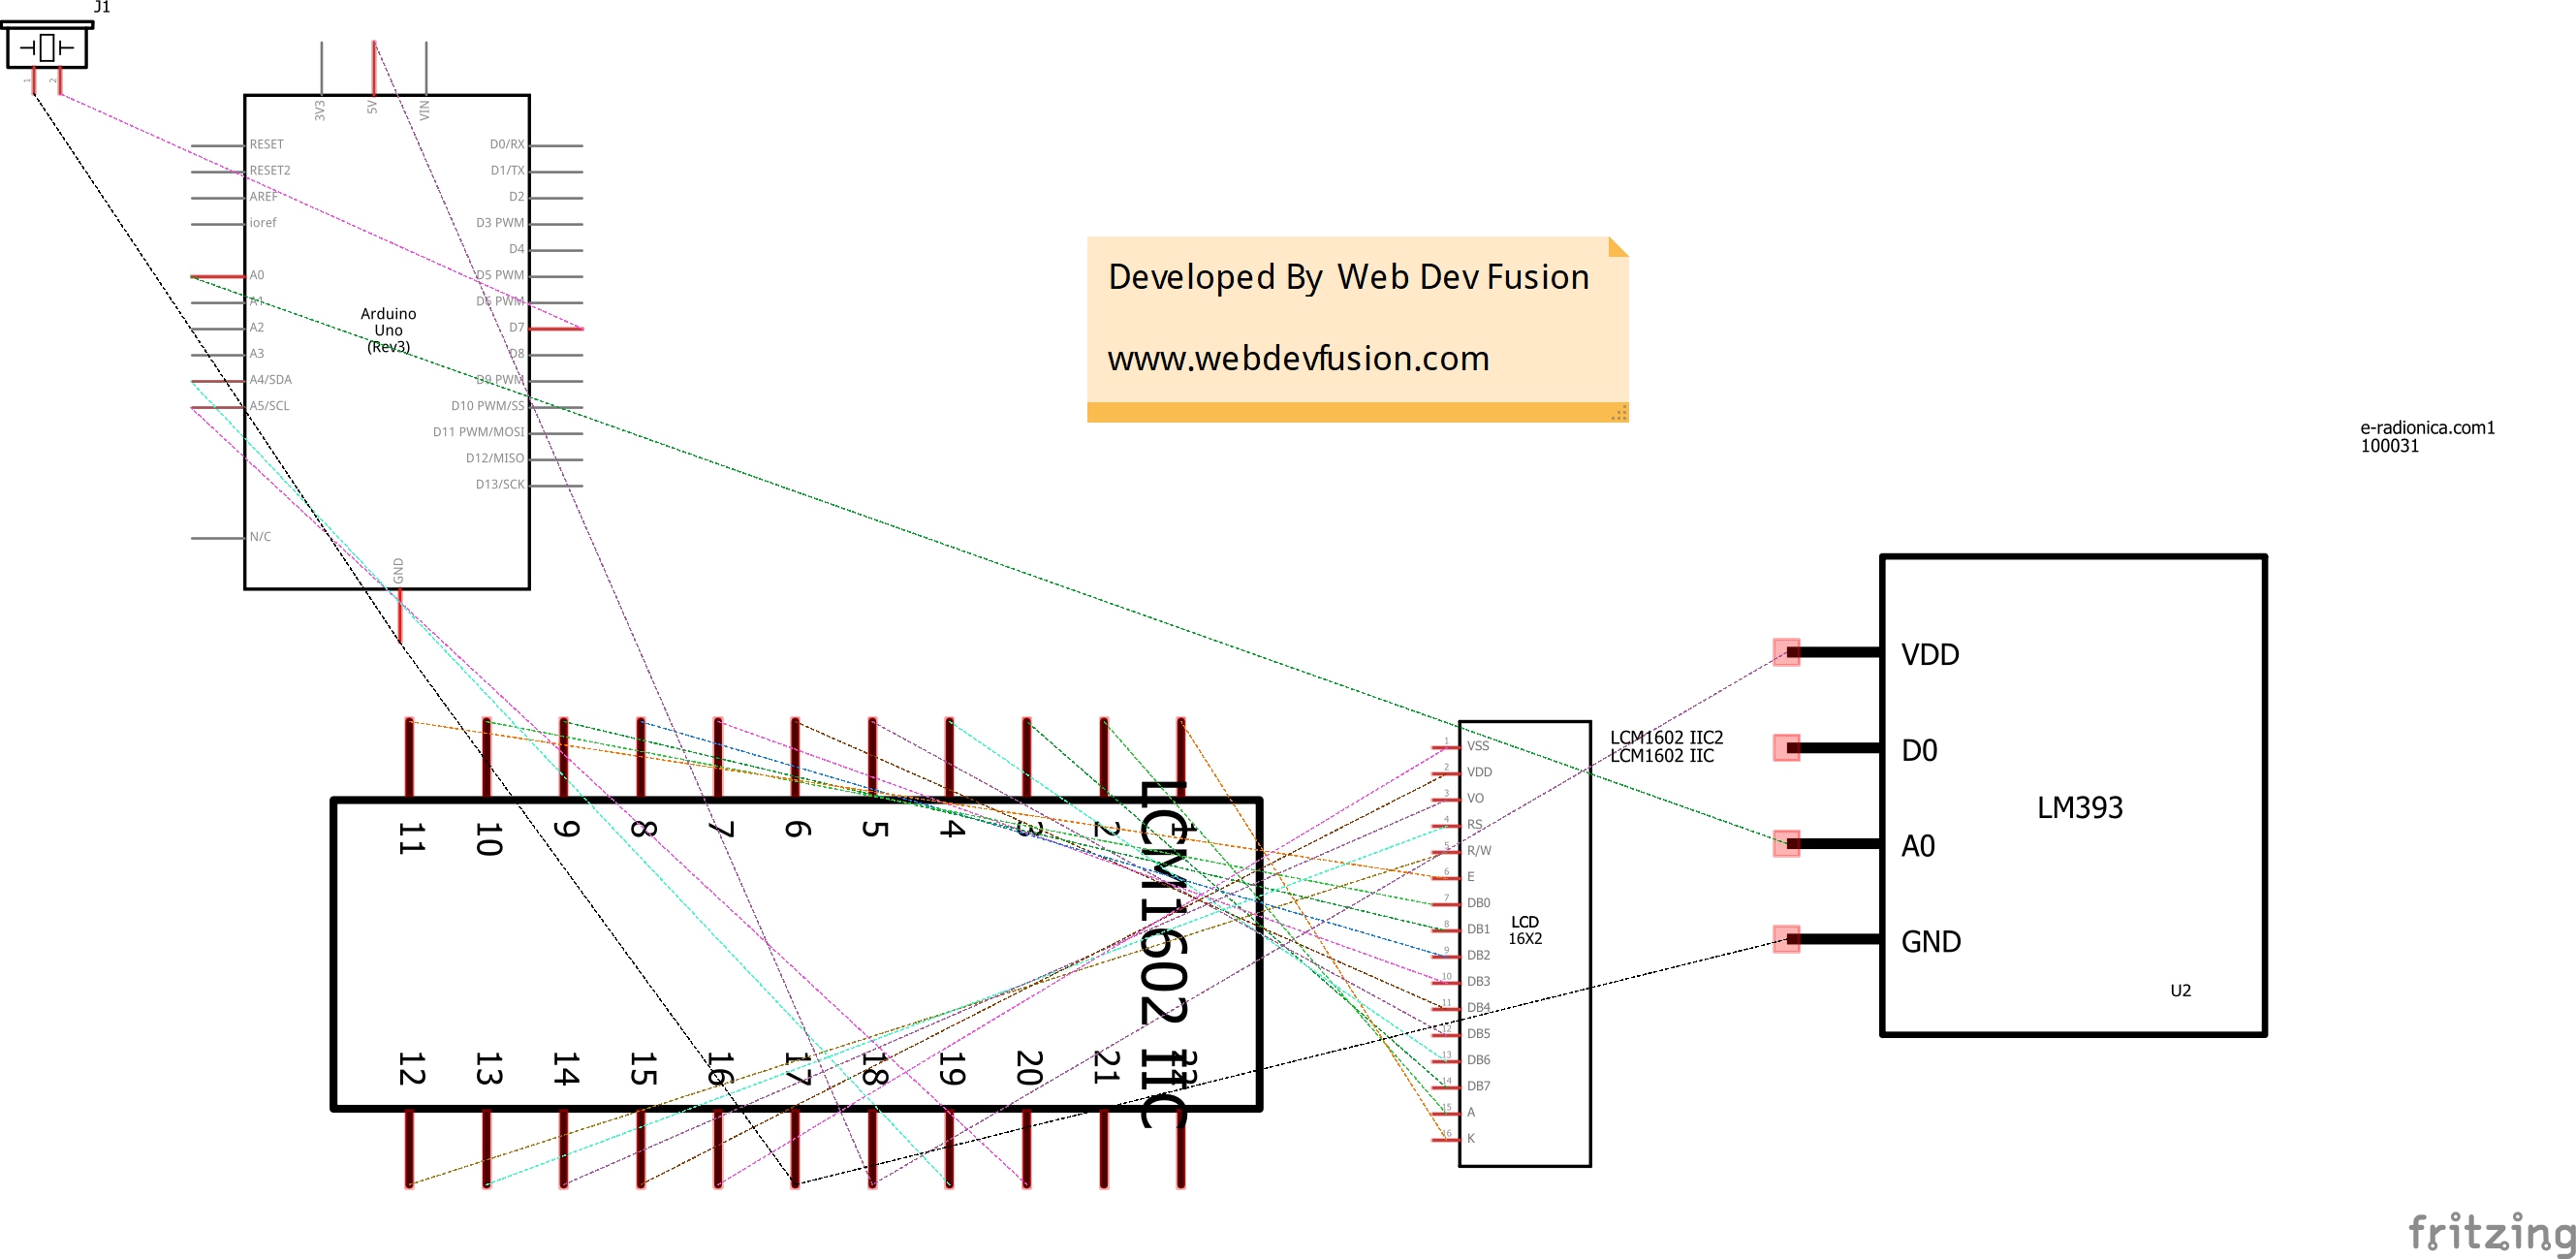 J1
1
2
3V3
5V
VIN
RESET
RESET2
AREF
ioref
A0
A1
A2
A3
A4/SDA
A5/SCL
N/C
D0/RX
D1/TX
D2
D3 PWM
D4
D5 PWM
D6 PWM
D7
D8
D9 PWM
D10 PWM/SS
D11 PWM/MOSI
D12/MISO
D13/SCK
Arduino
Uno
(Rev3)
GND
Developed By Web Dev Fusion
www.webdevfusion.com
e-radionica.com1
100031
VDD
D0
A0
GND
LM393
U2
LCM1602 IIC2
LCM1602 IIC
1 VSS
2 VDD
3 VO
4 RS
5 R/W
6 E
7 DB0
8 DB1
9 DB2
10 DB3
11 DB4
12 DB5
13 DB6
14 DB7
15 A
16 K
LCD
16X2
11 10 9 8 7 6 5 4 3 2 1
LCM1602 IIC
12 13 14 15 16 17 18 19 20 21
fritzing